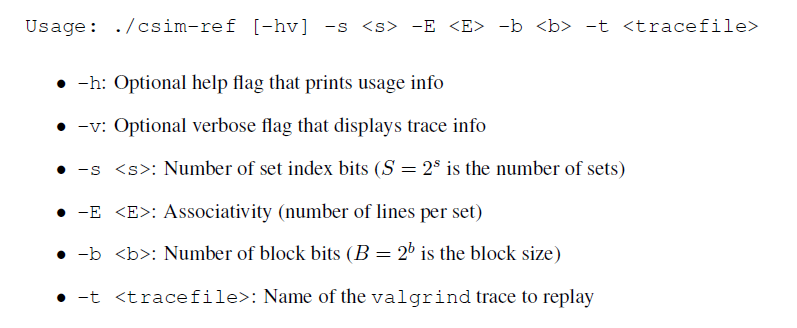 Usage: ./csim-ref [-hv] -s <s> -E <E> -b <b> -t <tracefile>
• -h: Optional help flag that prints usage info
• -v: Optional verbose flag that displays trace info
• -s <s>: Number of set index bits (S = 2^s is the number of sets)
• -E <E>: Associativity (number of lines per set)
• -b <b>: Number of block bits (B = 2^b is the block size)
• -t <tracefile>: Name of the valgrind trace to replay